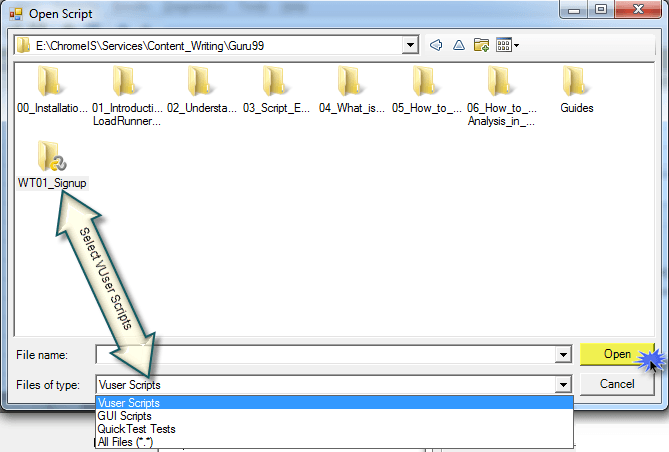 Open Script
E:\ChromeIS\Services\Content_Writing\Guru99
00_Installatio... 01_Introducti... 02_Understa... 03_Script_E... 04_What_is... 05_How_to_... 06_How_to_... Guides
LoadRunner... Analysis_in_...
WT01_Signup
Select VUser Scripts
File name: Open
Files of type: Vuser Scripts Cancel
Vuser Scripts
GUI Scripts
QuickTest Tests
All Files (*.*)